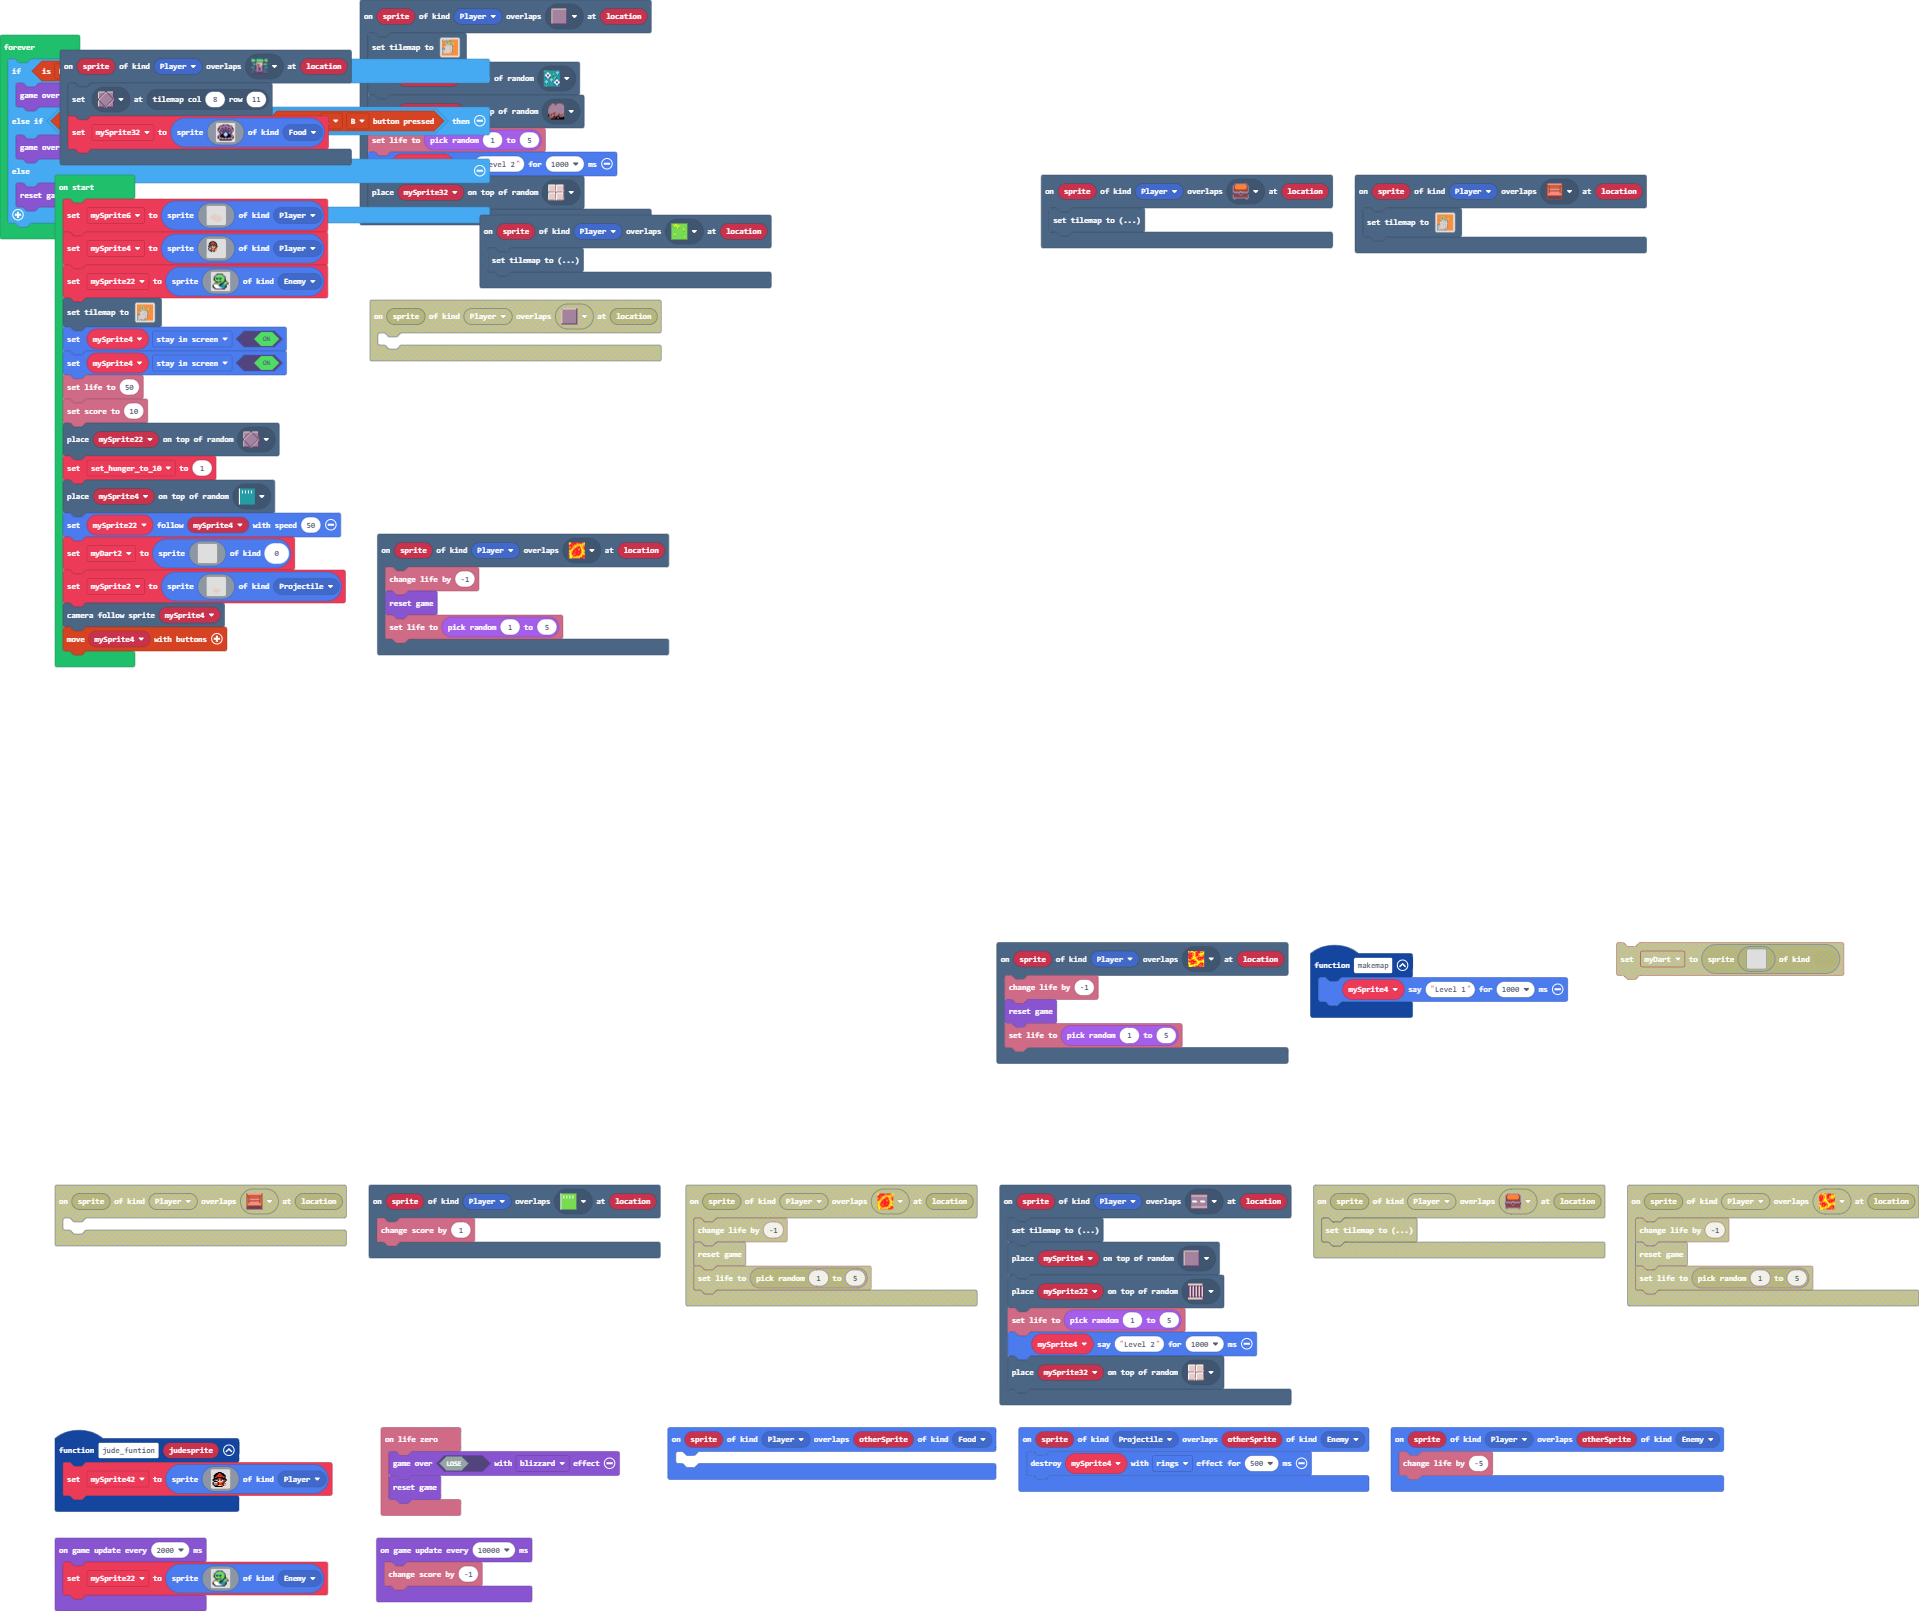 forever
if is
game over
else if B button pressed then
game over
else
reset ga
on sprite of kind Player overlaps at location
set at tilemap col 8 row 11
set mySprite32 to sprite of kind Food
on sprite of kind Player overlaps at location
set tilemap to
of random
of random
set life to pick random 1 to 5
evel 2" for 1000 ms
place mySprite32 on top of random
on start
set mySprite6 to sprite of kind Player
set mySprite4 to sprite of kind Player
set mySprite22 to sprite of kind Enemy
set tilemap to
set mySprite4 stay in screen ON
set mySprite4 stay in screen ON
set life to 50
set score to 10
place mySprite22 on top of random
set set_hunger_to_10 to 1
place mySprite4 on top of random
set mySprite22 follow mySprite4 with speed 50
set myDart2 to sprite of kind 0
set mySprite2 to sprite of kind Projectile
camera follow sprite mySprite4
move mySprite4 with buttons
on sprite of kind Player overlaps at location
set tilemap to (...)
on sprite of kind Player overlaps at location
on sprite of kind Player overlaps at location
set tilemap to (...)
on sprite of kind Player overlaps at location
set tilemap to
on sprite of kind Player overlaps at location
change life by -1
reset game
set life to pick random 1 to 5
on sprite of kind Player overlaps at location
change life by -1
reset game
set life to pick random 1 to 5
function makemap
mySprite4 say "Level 1" for 1000 ms
set myDart to sprite of kind
on sprite of kind Player overlaps at location
on sprite of kind Player overlaps at location
change score by 1
on sprite of kind Player overlaps at location
change life by -1
reset game
set life to pick random 1 to 5
on sprite of kind Player overlaps at location
set tilemap to (...)
place mySprite4 on top of random
place mySprite22 on top of random
set life to pick random 1 to 5
mySprite4 say "Level 2" for 1000 ms
place mySprite32 on top of random
on sprite of kind Player overlaps at location
set tilemap to (...)
on sprite of kind Player overlaps at location
change life by -1
reset game
set life to pick random 1 to 5
function jude_funtion judesprite
set mySprite42 to sprite of kind Player
on life zero
game over LOSE with blizzard effect
reset game
on sprite of kind Player overlaps otherSprite of kind Food
on sprite of kind Projectile overlaps otherSprite of kind Enemy
destroy mySprite4 with rings effect for 500 ms
on sprite of kind Player overlaps otherSprite of kind Enemy
change life by -5
on game update every 2000 ms
set mySprite22 to sprite of kind Enemy
on game update every 10000 ms
change score by -1